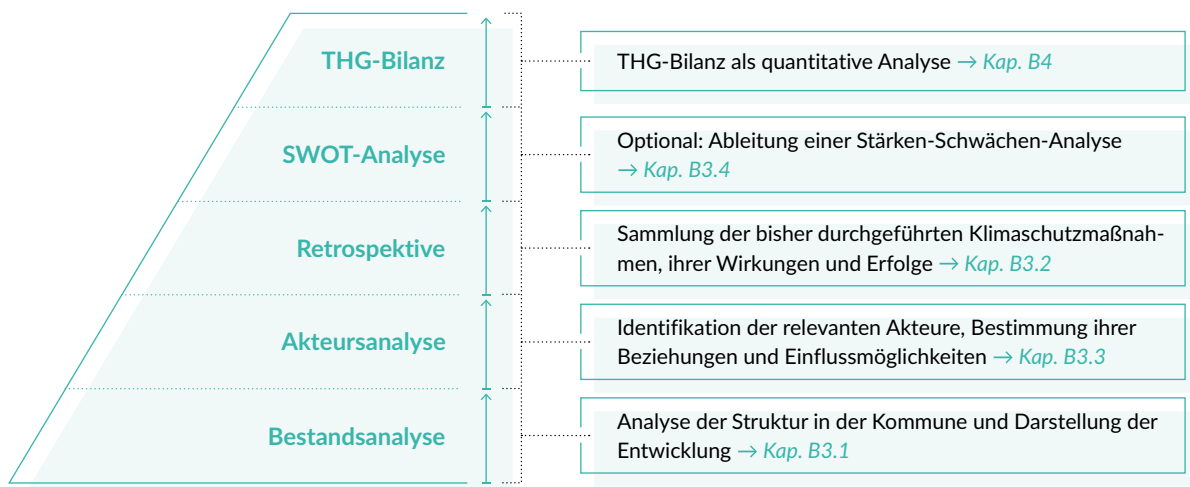 THG-Bilanz
THG-Bilanz als quantitative Analyse → Kap. B4
SWOT-Analyse
Optional: Ableitung einer Stärken-Schwächen-Analyse
→ Kap. B3.4
Retrospektive
Sammlung der bisher durchgeführten Klimaschutzmaßnah-
men, ihrer Wirkungen und Erfolge → Kap. B3.2
Akteursanalyse
Identifikation der relevanten Akteure, Bestimmung ihrer
Beziehungen und Einflussmöglichkeiten → Kap. B3.3
Bestandsanalyse
Analyse der Struktur in der Kommune und Darstellung der
Entwicklung → Kap. B3.1